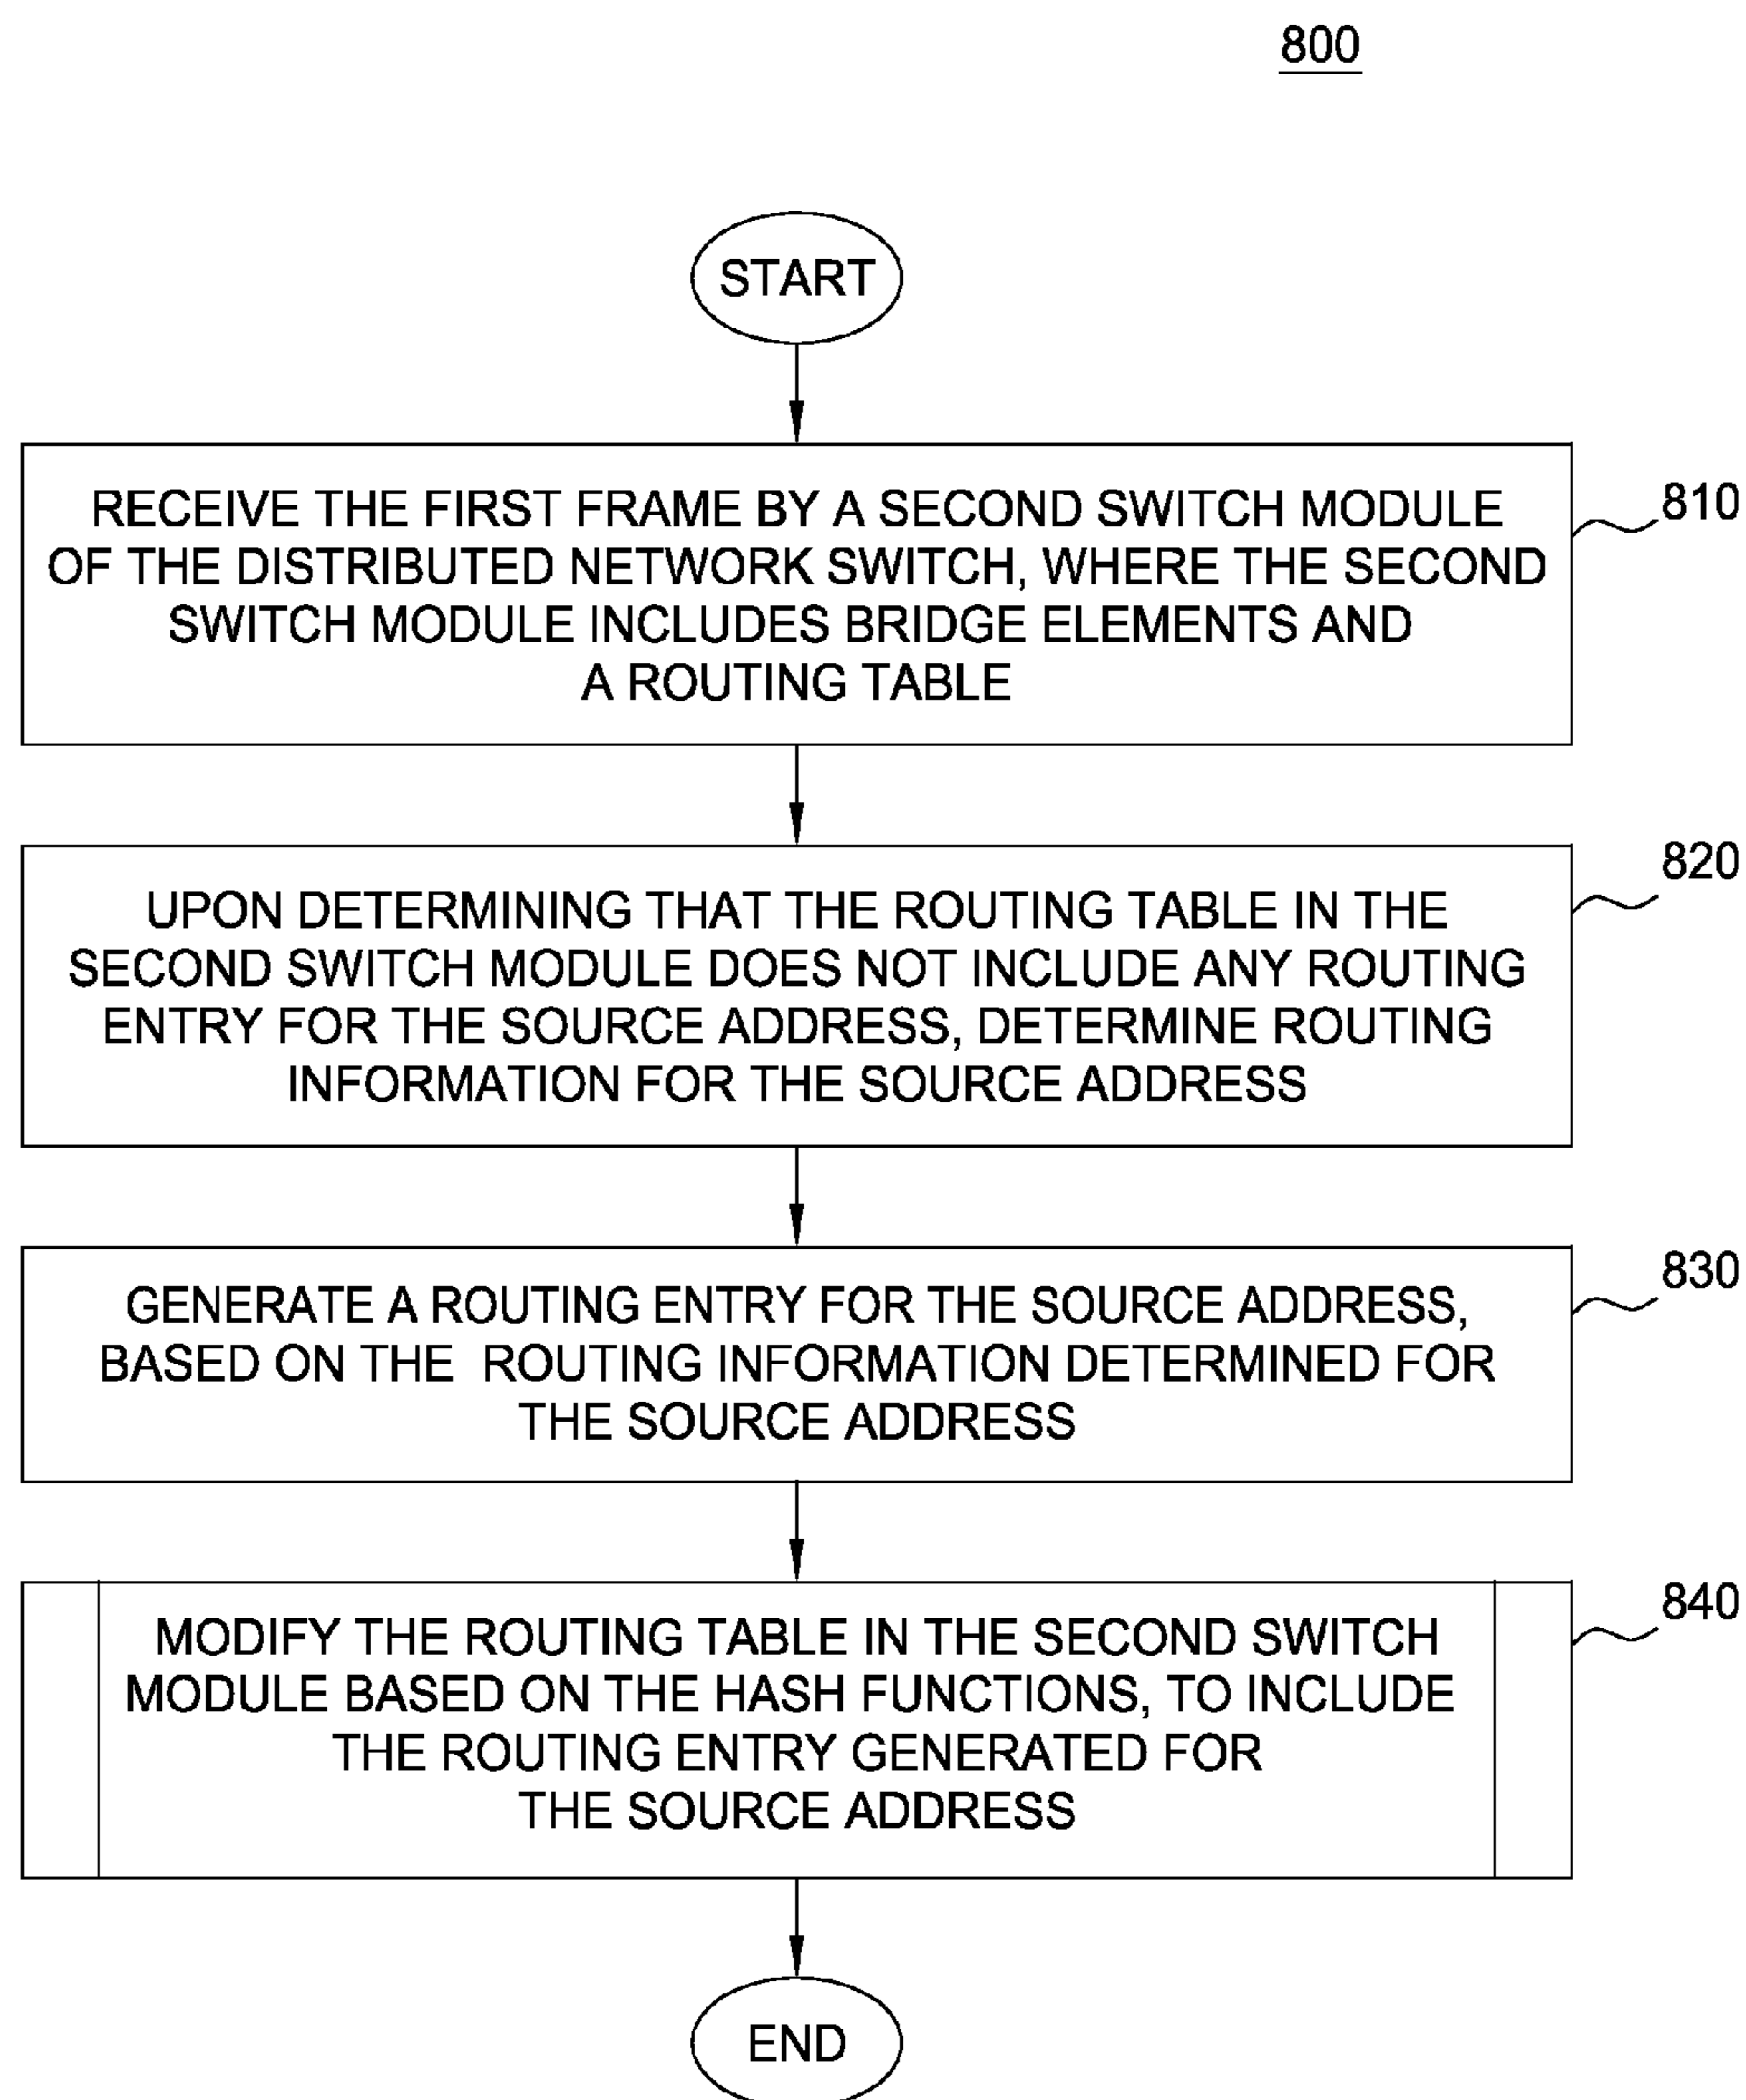 800
START
RECEIVE THE FIRST FRAME BY A SECOND SWITCH MODULE
OF THE DISTRIBUTED NETWORK SWITCH, WHERE THE SECOND
SWITCH MODULE INCLUDES BRIDGE ELEMENTS AND
A ROUTING TABLE
810
UPON DETERMINING THAT THE ROUTING TABLE IN THE
SECOND SWITCH MODULE DOES NOT INCLUDE ANY ROUTING
ENTRY FOR THE SOURCE ADDRESS, DETERMINE ROUTING
INFORMATION FOR THE SOURCE ADDRESS
820
GENERATE A ROUTING ENTRY FOR THE SOURCE ADDRESS,
BASED ON THE ROUTING INFORMATION DETERMINED FOR
THE SOURCE ADDRESS
830
MODIFY THE ROUTING TABLE IN THE SECOND SWITCH
MODULE BASED ON THE HASH FUNCTIONS, TO INCLUDE
THE ROUTING ENTRY GENERATED FOR
THE SOURCE ADDRESS
840
END